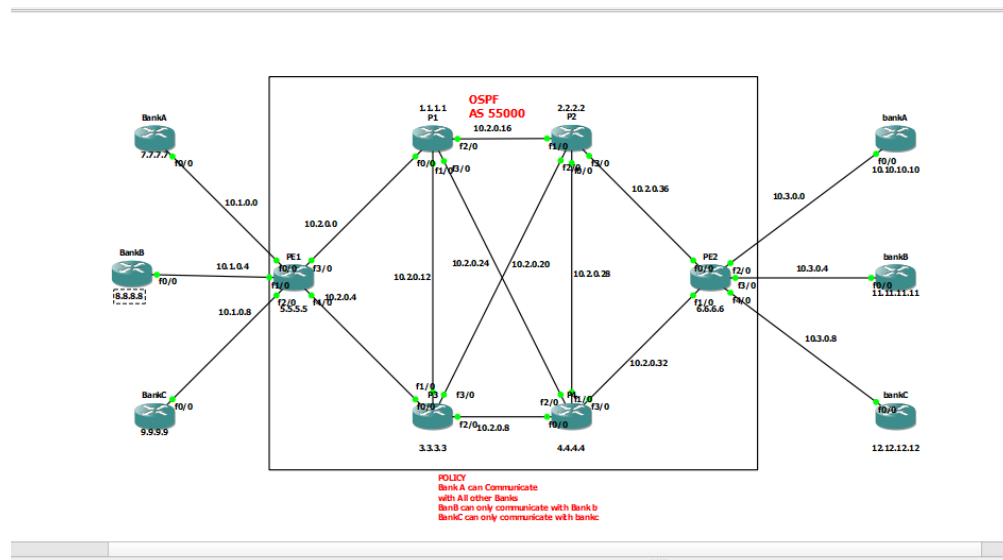 OSPF
AS 55000
1.1.1.1
P1
2.2.2.2
P2
BankA
7.7.7.7
f0/0
bankA
f0/0
10.10.10.10
10.2.0.16
f2/0
f1/0
f0/0
f1/0
f3/0
f2/0
f0/0
f3/0
10.1.0.0
10.2.0.0
10.2.0.36
10.3.0.0
BankB
f0/0
8.8.8.8
10.1.0.4
PE1
f0/0
f3/0
f1/0
f2/0
f4/0
5.5.5.5
10.2.0.4
10.2.0.12
10.2.0.24
10.2.0.20
10.2.0.28
PE2
f0/0
f2/0
f3/0
f1/0
f4/0
6.6.6.6
10.3.0.4
bankB
f0/0
11.11.11.11
10.1.0.8
10.2.0.32
10.3.0.8
BankC
f0/0
9.9.9.9
f1/0
P3
f0/0
f3/0
f2/0
3.3.3.3
10.2.0.8
f2/0
f1/0
P4
f0/0
f3/0
4.4.4.4
bankC
f0/0
12.12.12.12
POLICY
Bank A can Communicate
with All other Banks
BanB can only communicate with Bank b
BankC can only communicate with bankc